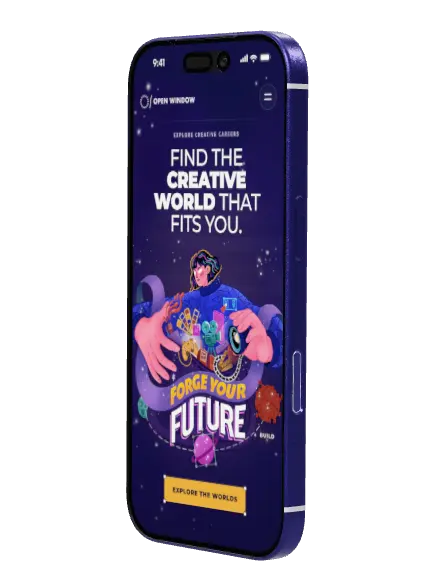 9:41
OPEN WINDOW
EXPLORE CREATIVE CAREERS
FIND THE
CREATIVE
WORLD THAT
FITS YOU.
FORGE YOUR
FUTURE
BUILD
EXPLORE THE WORLDS